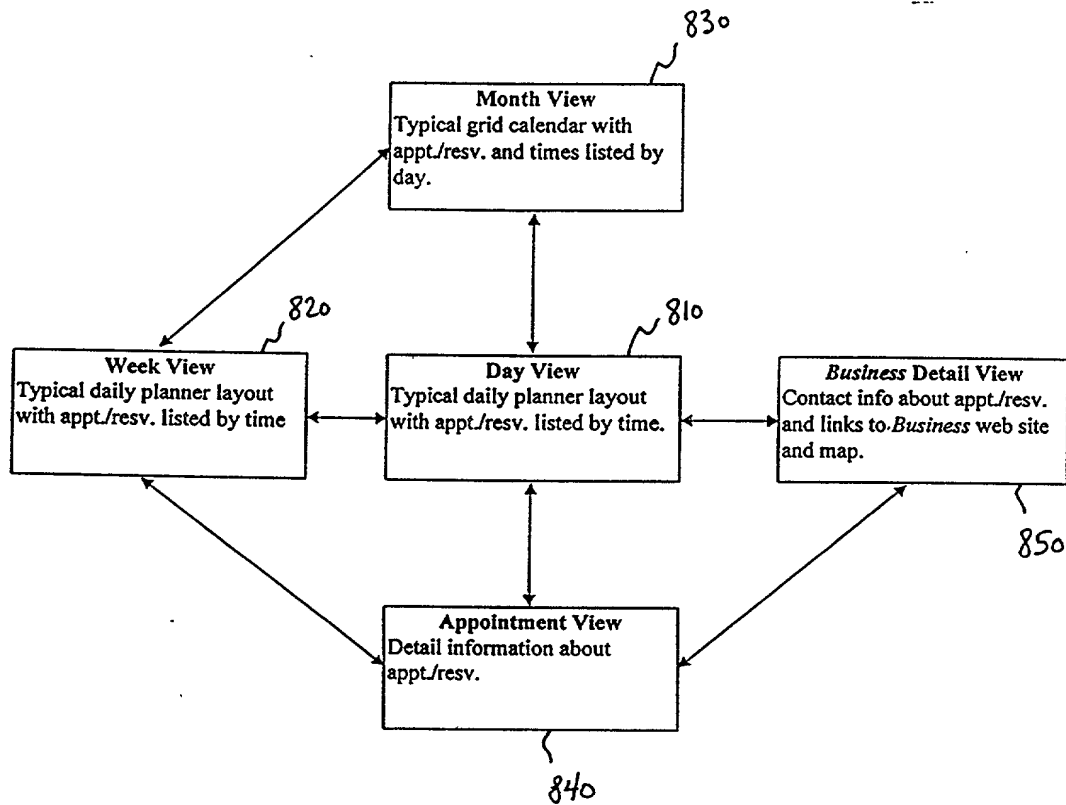 830
Month View
Typical grid calendar with
appt./resv. and times listed by
day.
820
Week View
Typical daily planner layout
with appt./resv. listed by time
810
Day View
Typical daily planner layout
with appt./resv. listed by time.
Business Detail View
Contact info about appt./resv.
and links to Business web site
and map.
850
Appointment View
Detail information about
appt./resv.
840